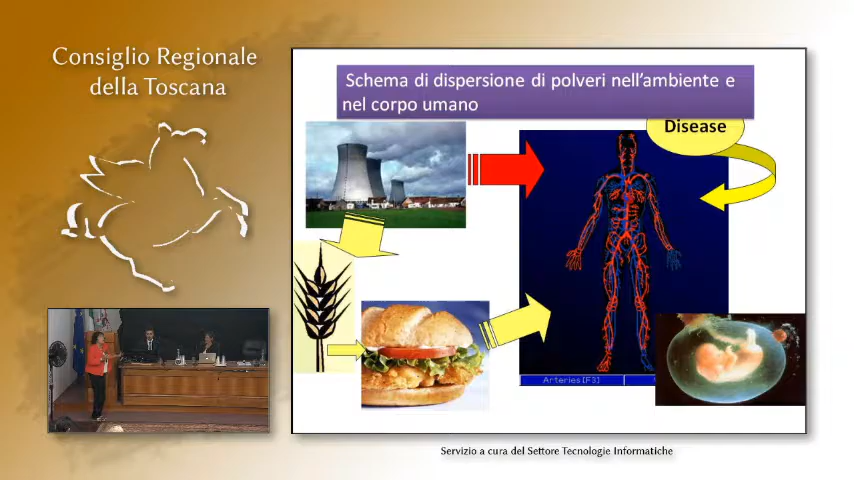 Consiglio Regionale
della Toscana
Schema di dispersione di polveri nell'ambiente e
nel corpo umano
Disease
Arteries[F3]
Servizio a cura del Settore Tecnologie Informatiche